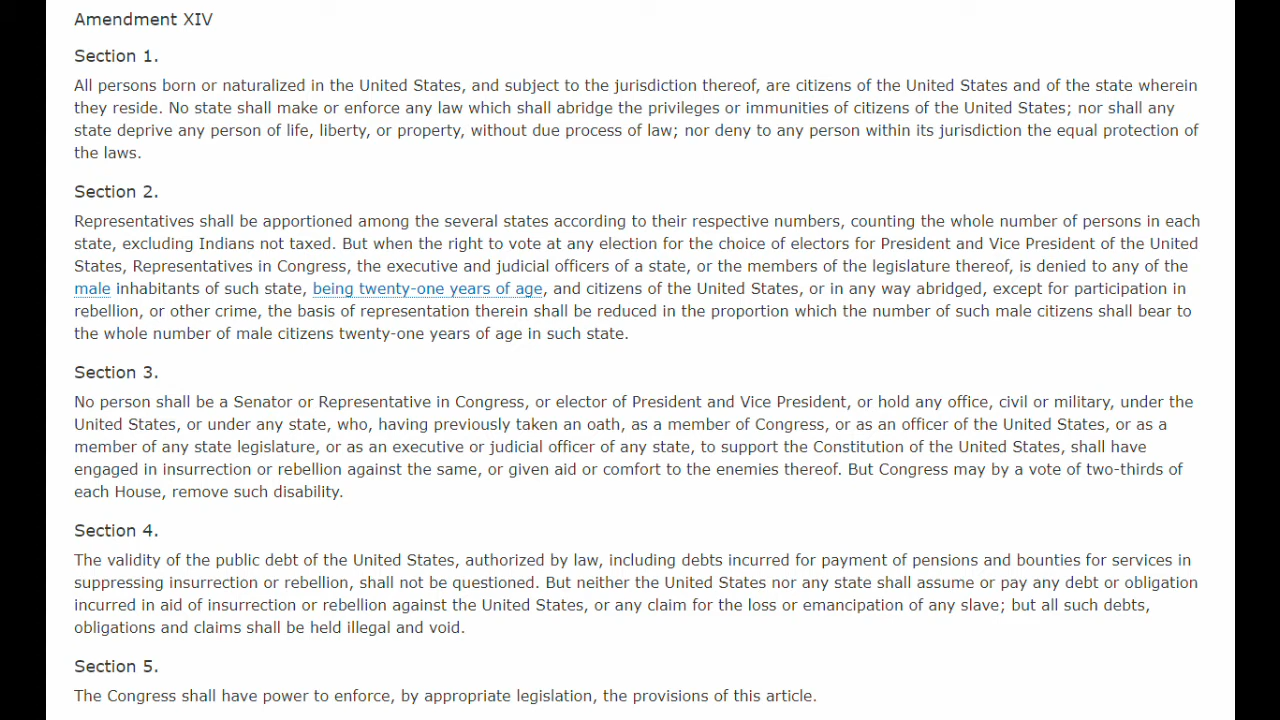 Amendment XIV
Section 1.
All persons born or naturalized in the United States, and subject to the jurisdiction thereof, are citizens of the United States and of the state wherein
they reside. No state shall make or enforce any law which shall abridge the privileges or immunities of citizens of the United States; nor shall any
state deprive any person of life, liberty, or property, without due process of law; nor deny to any person within its jurisdiction the equal protection of
the laws.
Section 2.
Representatives shall be apportioned among the several states according to their respective numbers, counting the whole number of persons in each
state, excluding Indians not taxed. But when the right to vote at any election for the choice of electors for President and Vice President of the United
States, Representatives in Congress, the executive and judicial officers of a state, or the members of the legislature thereof, is denied to any of the
male inhabitants of such state, being twenty-one years of age, and citizens of the United States, or in any way abridged, except for participation in
rebellion, or other crime, the basis of representation therein shall be reduced in the proportion which the number of such male citizens shall bear to
the whole number of male citizens twenty-one years of age in such state.
Section 3.
No person shall be a Senator or Representative in Congress, or elector of President and Vice President, or hold any office, civil or military, under the
United States, or under any state, who, having previously taken an oath, as a member of Congress, or as an officer of the United States, or as a
member of any state legislature, or as an executive or judicial officer of any state, to support the Constitution of the United States, shall have
engaged in insurrection or rebellion against the same, or given aid or comfort to the enemies thereof. But Congress may by a vote of two-thirds of
each House, remove such disability.
Section 4.
The validity of the public debt of the United States, authorized by law, including debts incurred for payment of pensions and bounties for services in
suppressing insurrection or rebellion, shall not be questioned. But neither the United States nor any state shall assume or pay any debt or obligation
incurred in aid of insurrection or rebellion against the United States, or any claim for the loss or emancipation of any slave; but all such debts,
obligations and claims shall be held illegal and void.
Section 5.
The Congress shall have power to enforce, by appropriate legislation, the provisions of this article.